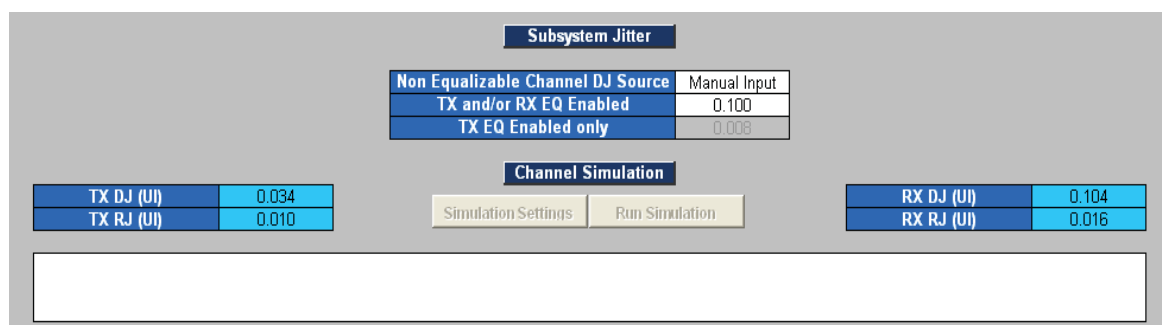 Subsystem Jitter
Non Equalizable Channel DJ Source Manual Input
TX and/or RX EQ Enabled 0.100
TX EQ Enabled only 0.008
Channel Simulation
TX DJ (UI) 0.034
TX RJ (UI) 0.010
Simulation Settings Run Simulation
RX DJ (UI) 0.104
RX RJ (UI) 0.016